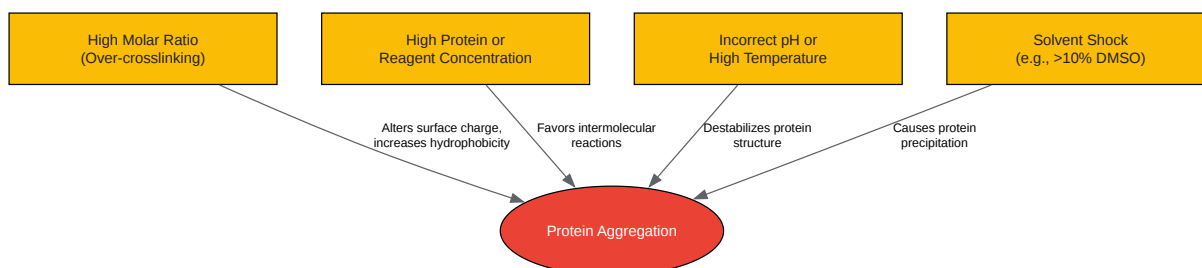 High Molar Ratio
(Over-crosslinking)
High Protein or
Reagent Concentration
Incorrect pH or
High Temperature
Solvent Shock
(e.g., >10% DMSO)
Alters surface charge,
increases hydrophobicity
Favors intermolecular
reactions
Destabilizes protein
structure
Causes protein
precipitation
Protein Aggregation